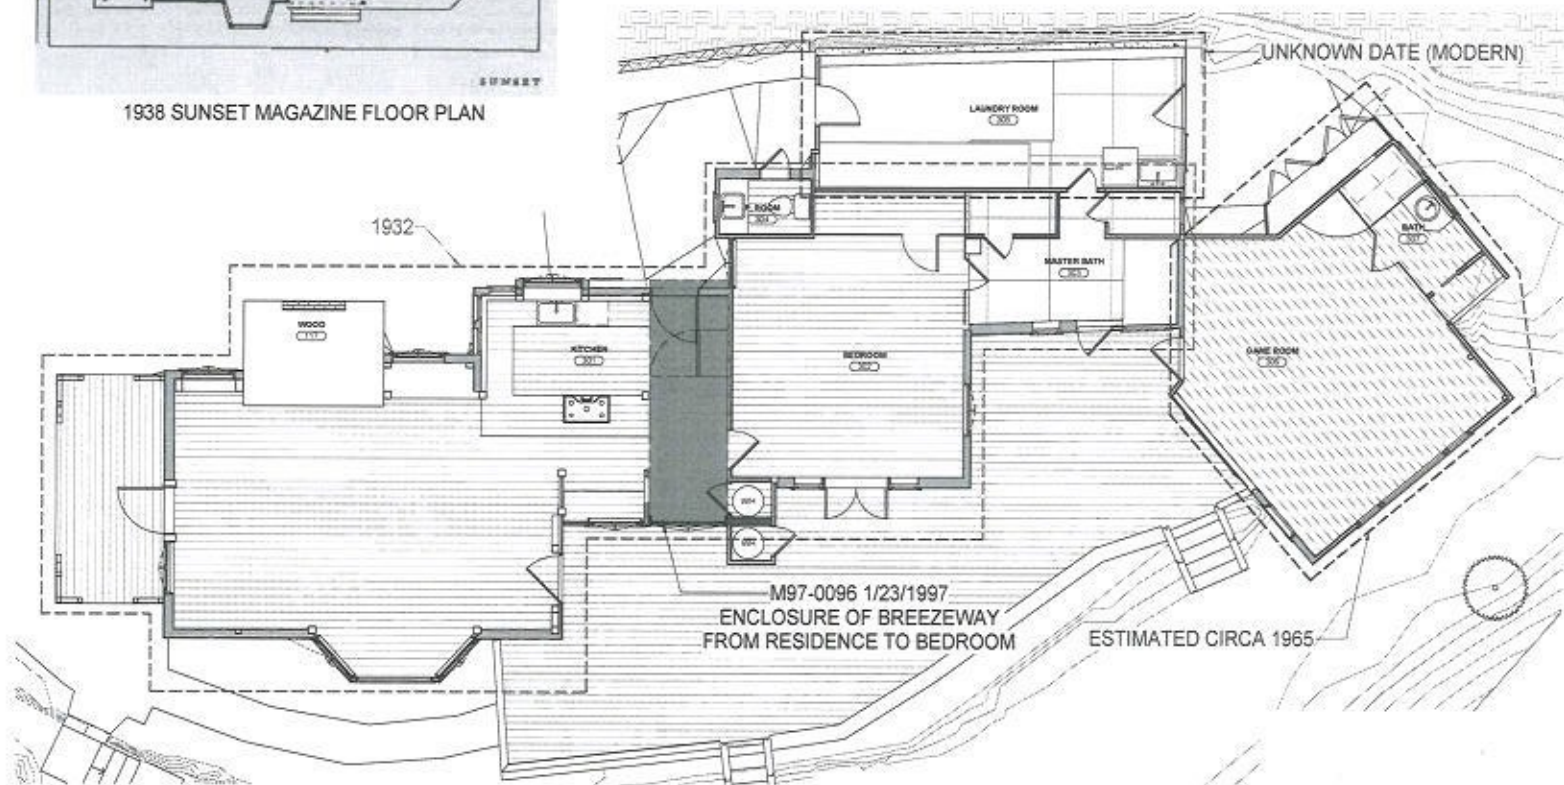 SUNSET
1938 SUNSET MAGAZINE FLOOR PLAN
UNKNOWN DATE (MODERN)
LAUNDRY ROOM
1932
BATH
MASTER BATH
WOOD
KITCHEN
BEDROOM
GAME ROOM
M97-0096 1/23/1997
ENCLOSURE OF BREEZEWAY
FROM RESIDENCE TO BEDROOM
ESTIMATED CIRCA 1965